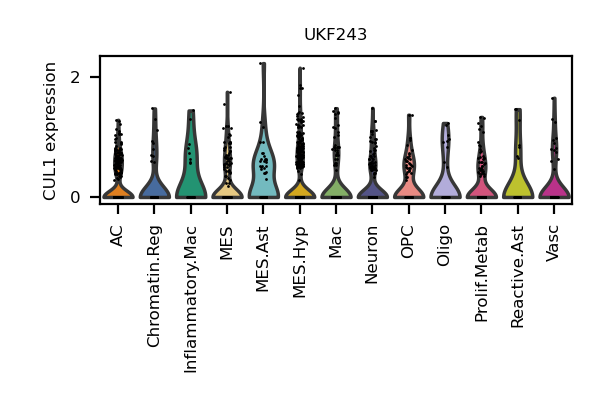 UKF243
CUL1 expression
2
0
AC
Chromatin.Reg
Inflammatory.Mac
MES
MES.Ast
MES.Hyp
Mac
Neuron
OPC
Oligo
Prolif.Metab
Reactive.Ast
Vasc